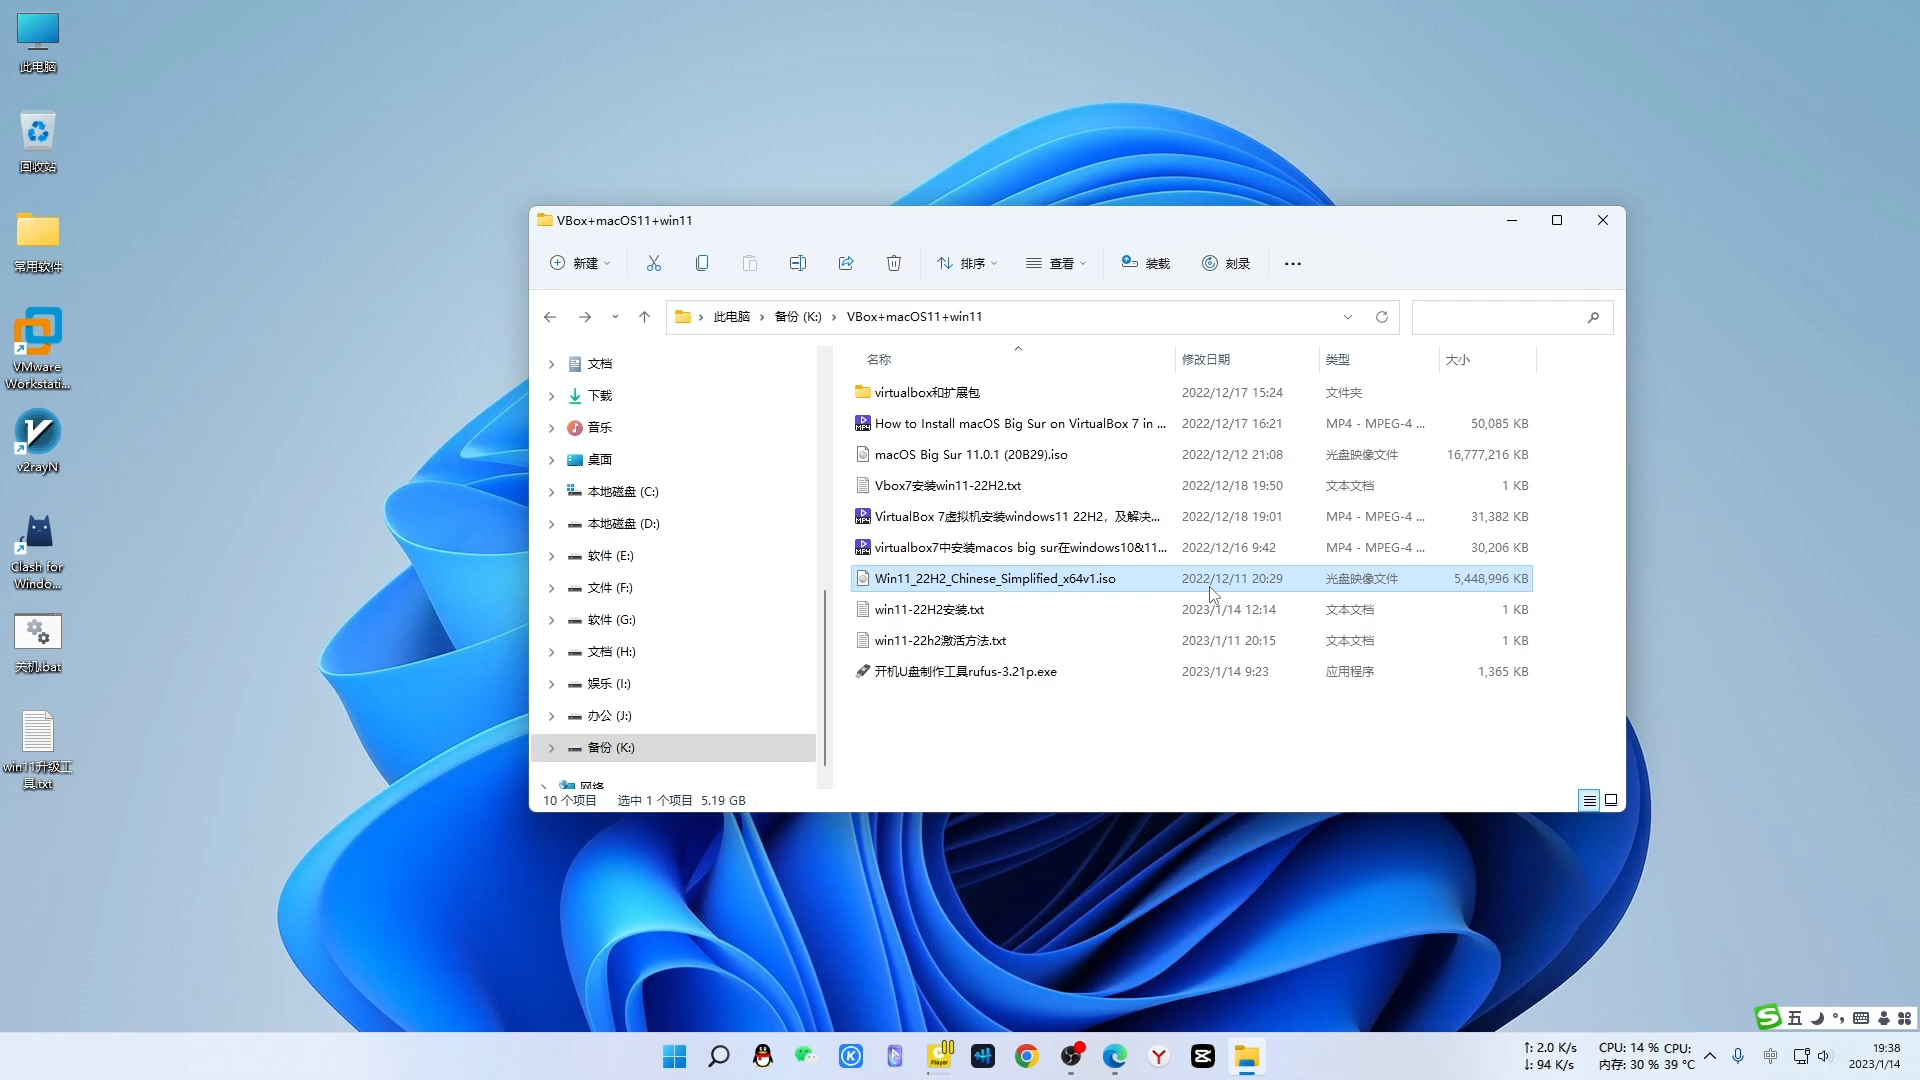 此电脑
回收站
常用软件
VMware
Workstati...
v2rayN
Clash for
Windo...
关机.bat
win11升级工
具.txt
VBox+macOS11+win11
新建
排序
查看
装载
刻录
此电脑 › 备份 (K:) › VBox+macOS11+win11
文档
下载
音乐
桌面
本地磁盘 (C:)
本地磁盘 (D:)
软件 (E:)
文件 (F:)
软件 (G:)
文档 (H:)
娱乐 (I:)
办公 (J:)
备份 (K:)
网络
名称 修改日期 类型 大小
virtualbox和扩展包 2022/12/17 15:24 文件夹
MP4 How to Install macOS Big Sur on VirtualBox 7 in ... 2022/12/17 16:21 MP4 - MPEG-4 ... 50,085 KB
macOS Big Sur 11.0.1 (20B29).iso 2022/12/12 21:08 光盘映像文件 16,777,216 KB
Vbox7安装win11-22H2.txt 2022/12/18 19:50 文本文档 1 KB
MP4 VirtualBox 7虚拟机安装windows11 22H2，及解决... 2022/12/18 19:01 MP4 - MPEG-4 ... 31,382 KB
MP4 virtualbox7中安装macos big sur在windows10&11... 2022/12/16 9:42 MP4 - MPEG-4 ... 30,206 KB
Win11_22H2_Chinese_Simplified_x64v1.iso 2022/12/11 20:29 光盘映像文件 5,448,996 KB
win11-22H2安装.txt 2023/1/14 12:14 文本文档 1 KB
win11-22h2激活方法.txt 2023/1/11 20:15 文本文档 1 KB
开机U盘制作工具rufus-3.21p.exe 2023/1/14 9:23 应用程序 1,365 KB
10 个项目 选中 1 个项目 5.19 GB
五
Player
↑: 2.0 K/s CPU: 14 % CPU:
↓: 94 K/s 内存: 30 % 39 °C
中
19:38
2023/1/14